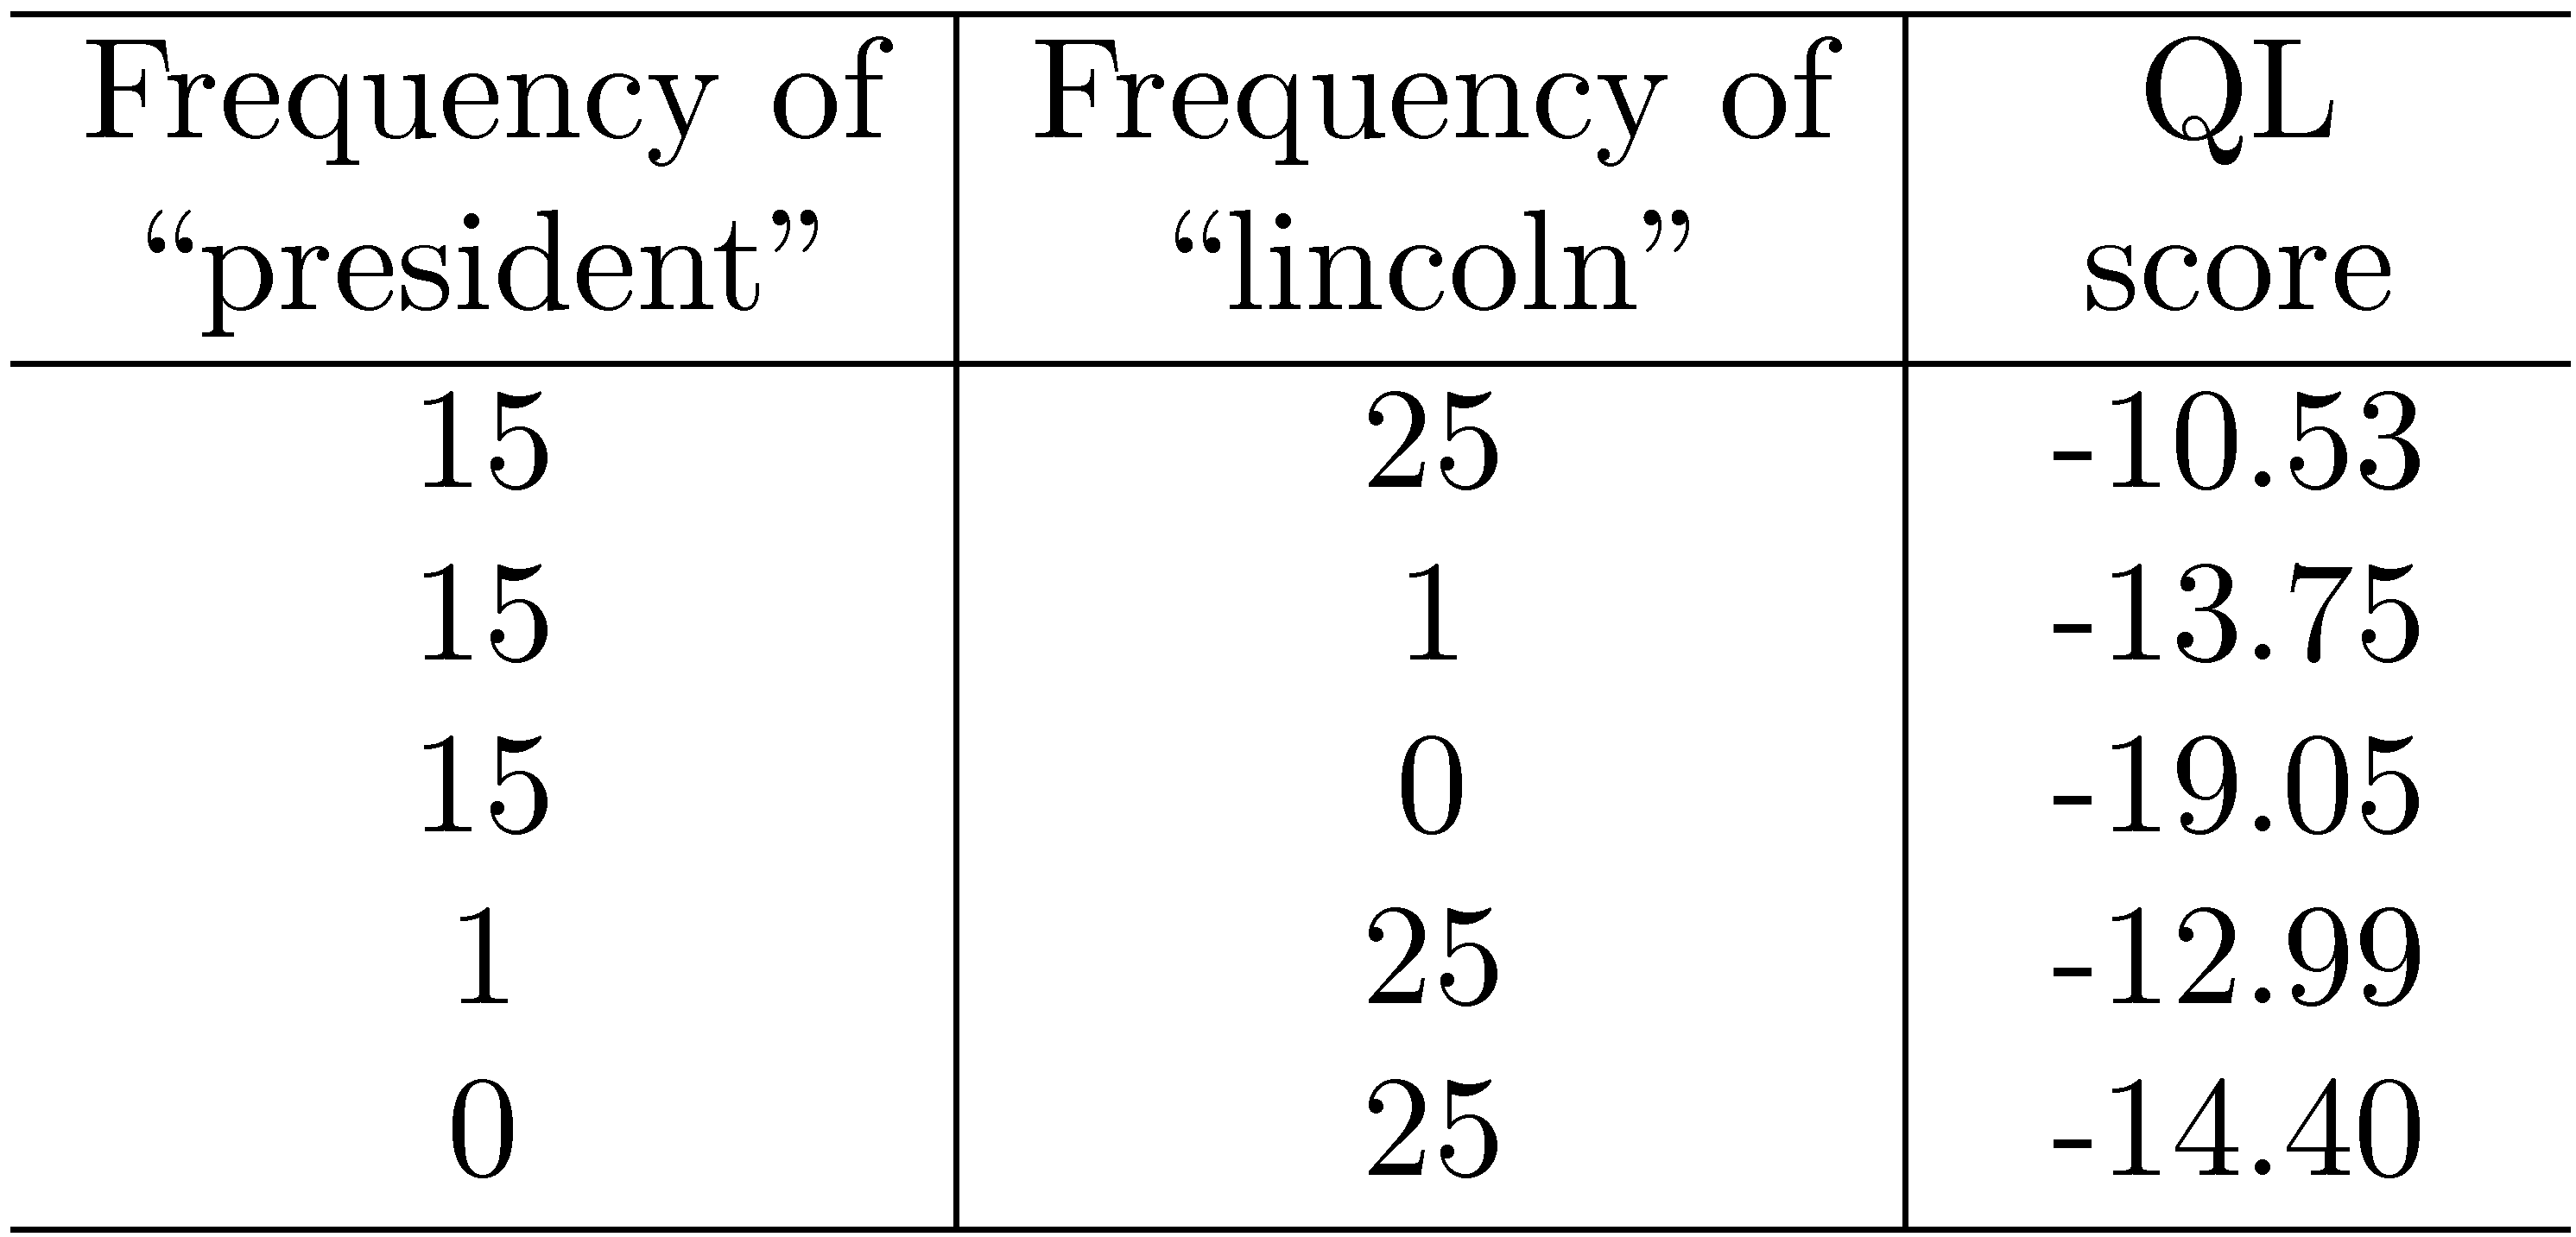 Frequency of Frequency of QL
“president” “lincoln” score
15 25 -10.53
15 1 -13.75
15 0 -19.05
1 25 -12.99
0 25 -14.40